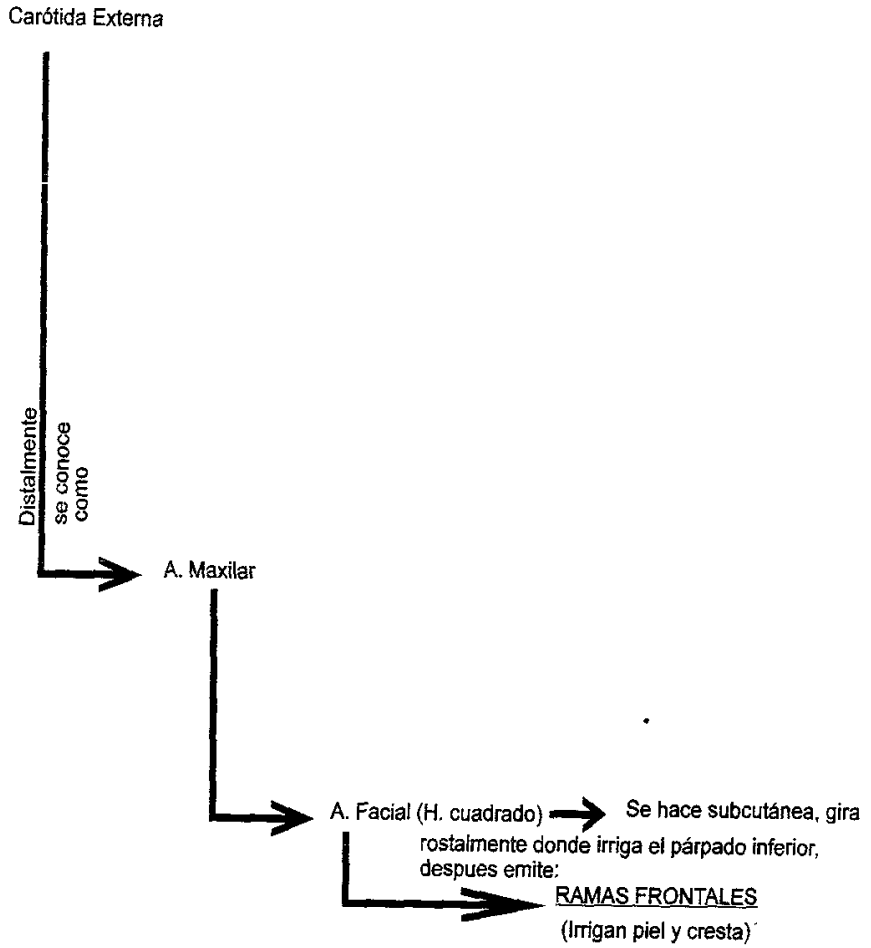 Carótida Externa
Distalmente
se conoce
como
A. Maxilar
A. Facial (H. cuadrado) Se hace subcutánea, gira
rostalmente donde irriga el párpado inferior,
despues emite:
RAMAS FRONTALES
(Irrigan piel y cresta)